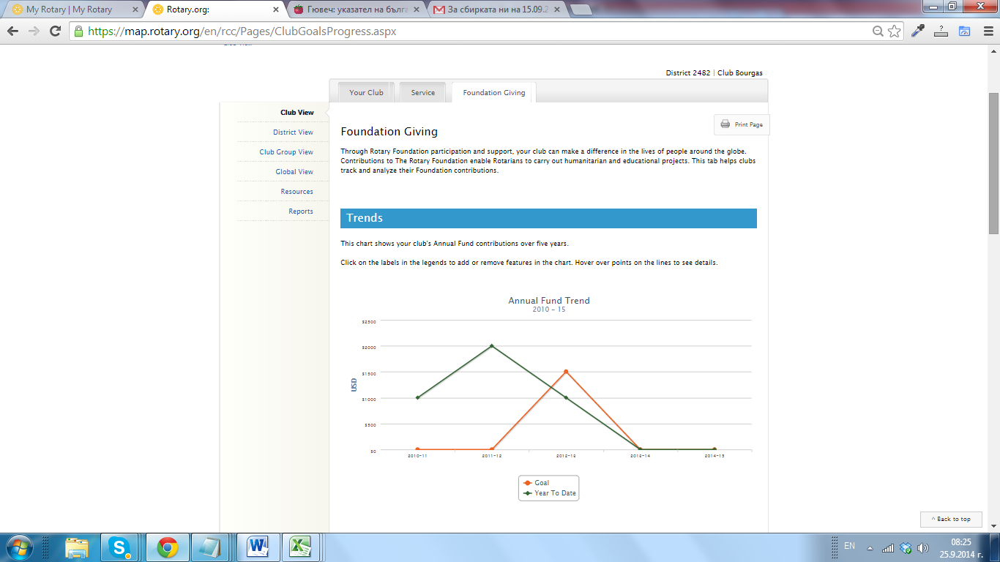 My Rotary | My Rotary
Rotary.org:
Гювеч: указател на бълга
За сбирката ни на 15.09.2
https://map.rotary.org/en/rcc/Pages/ClubGoalsProgress.aspx
District 2482 | Club Bourgas
Your Club
Service
Foundation Giving
Club View
District View
Club Group View
Global View
Resources
Reports
Print Page
Foundation Giving
Through Rotary Foundation participation and support, your club can make a difference in the lives of people around the globe.
Contributions to The Rotary Foundation enable Rotarians to carry out humanitarian and educational projects. This tab helps clubs
track and analyze their Foundation contributions.
Trends
This chart shows your club's Annual Fund contributions over five years.
Click on the labels in the legends to add or remove features in the chart. Hover over points on the lines to see details.
Annual Fund Trend
2010 - 15
USD
$2500
$2000
$1500
$1000
$500
$0
2010-11
2011-12
2012-13
2013-14
2014-15
Goal
Year To Date
^ Back to top
EN
08:25
25.9.2014 г.